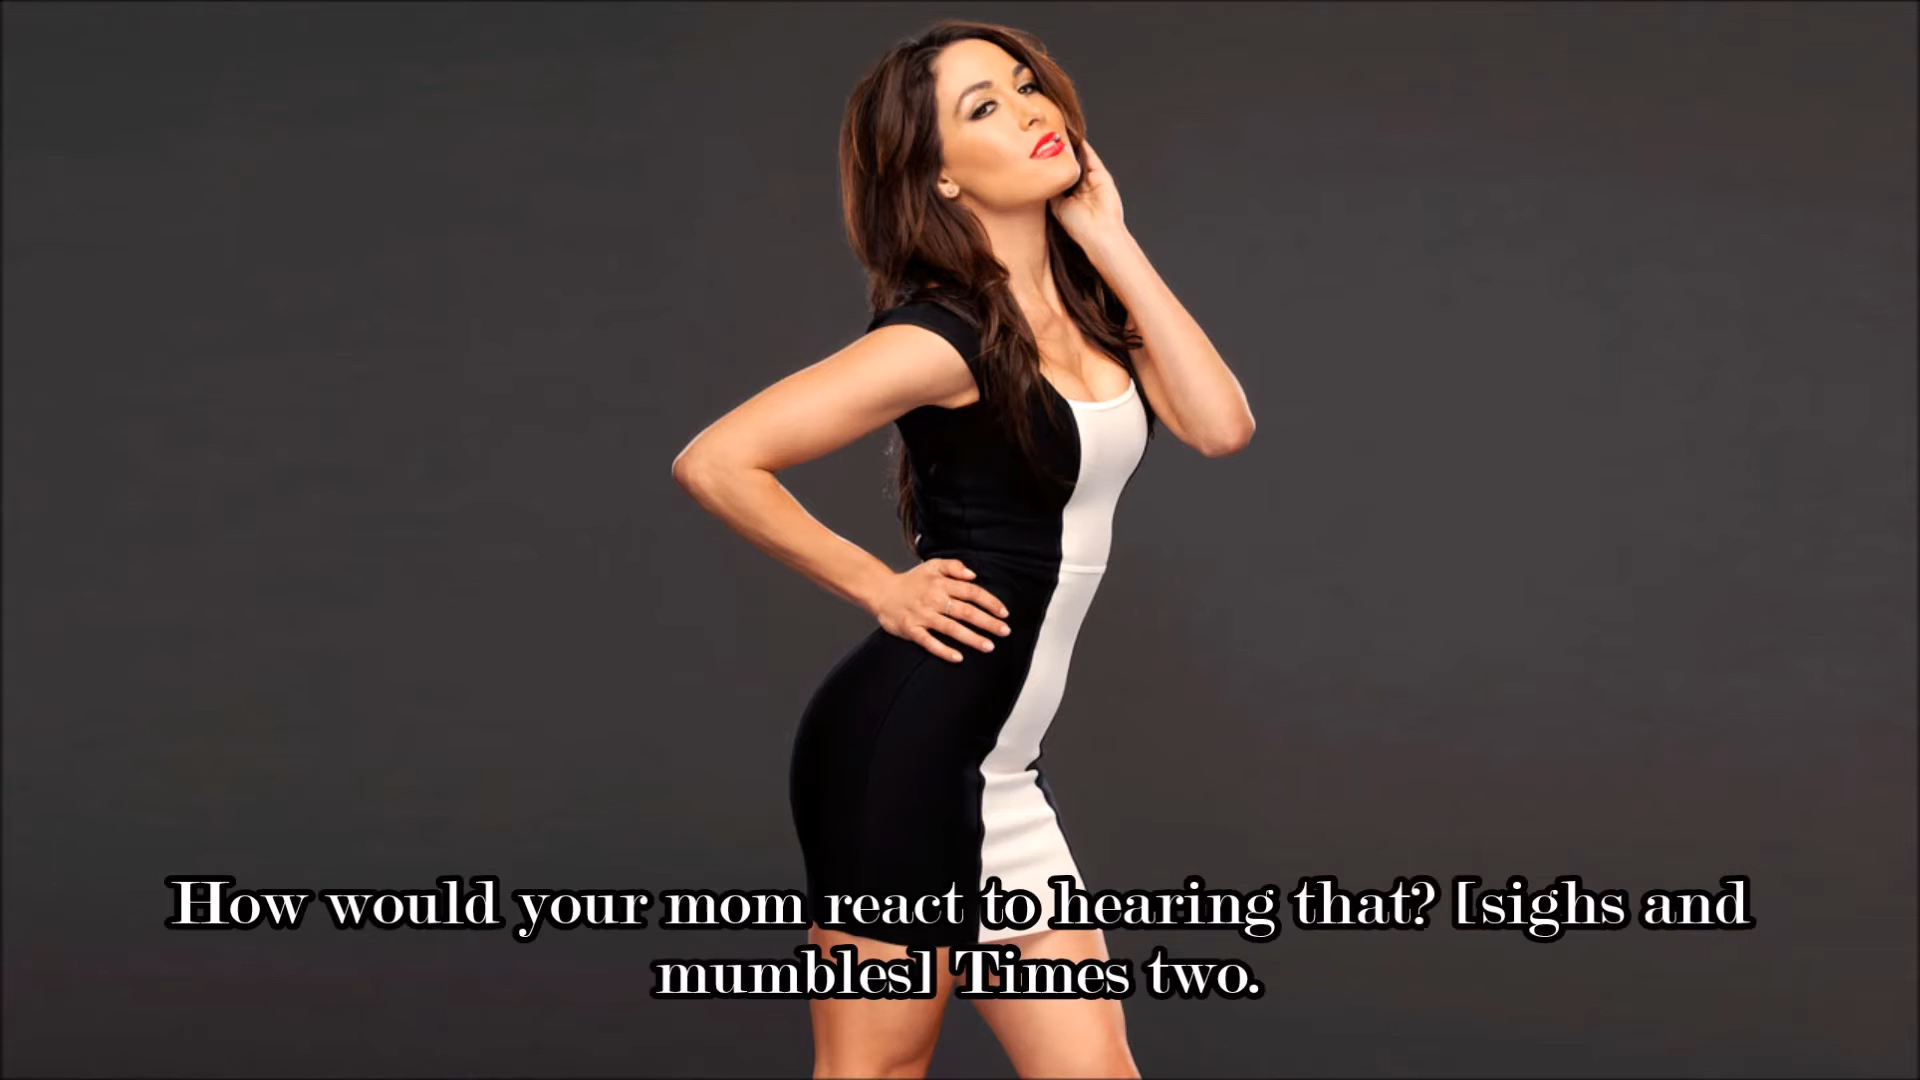 How would your mom react to hearing that? [sighs and
mumbles] Times two.